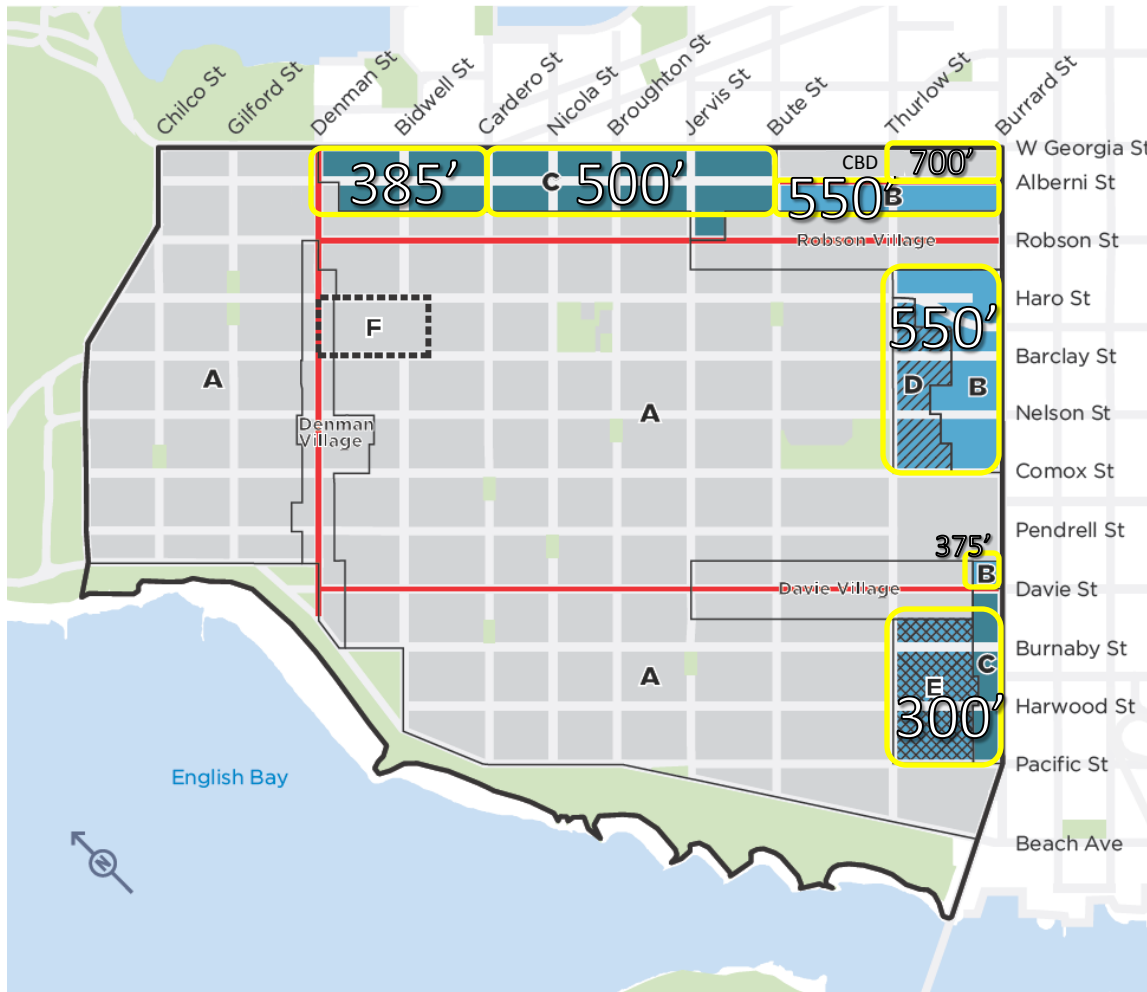 Chilco St
Gilford St
Denman St
Bidwell St
Cardero St
Nicola St
Broughton St
Jervis St
Bute St
Thurlow St
Burrard St
W Georgia St
CBD
700’
Alberni St
385’
C
500’
550’
B
Robson Village
Robson St
Haro St
F
550’
Barclay St
A
D
B
A
Nelson St
Denman
Village
Comox St
Pendrell St
375’
B
Davie Village
Davie St
Burnaby St
A
E
C
300’
Harwood St
Pacific St
English Bay
Beach Ave
N